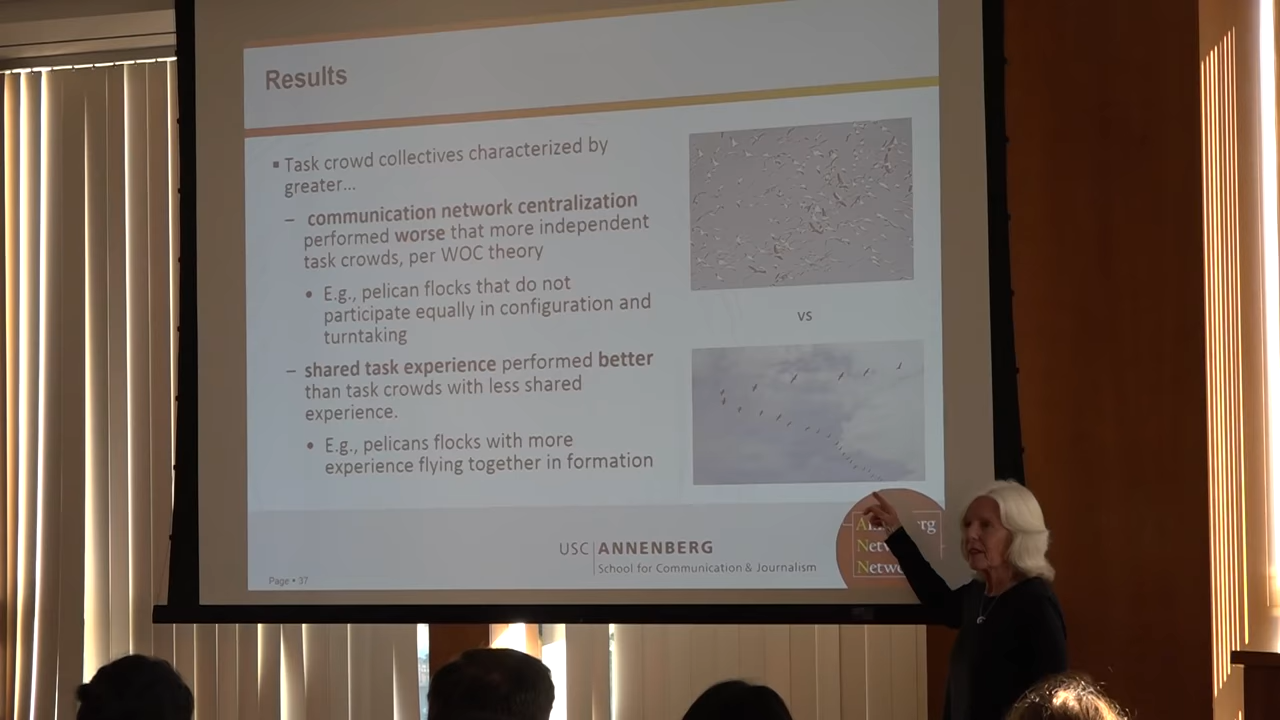 Results
▪ Task crowd collectives characterized by
greater...
– communication network centralization
performed worse that more independent
task crowds, per WOC theory
• E.g., pelican flocks that do not
participate equally in configuration and
turntaking
– shared task experience performed better
than task crowds with less shared
experience.
• E.g., pelicans flocks with more
experience flying together in formation
vs
USC ANNENBERG
School for Communication & Journalism
Page ▪ 37